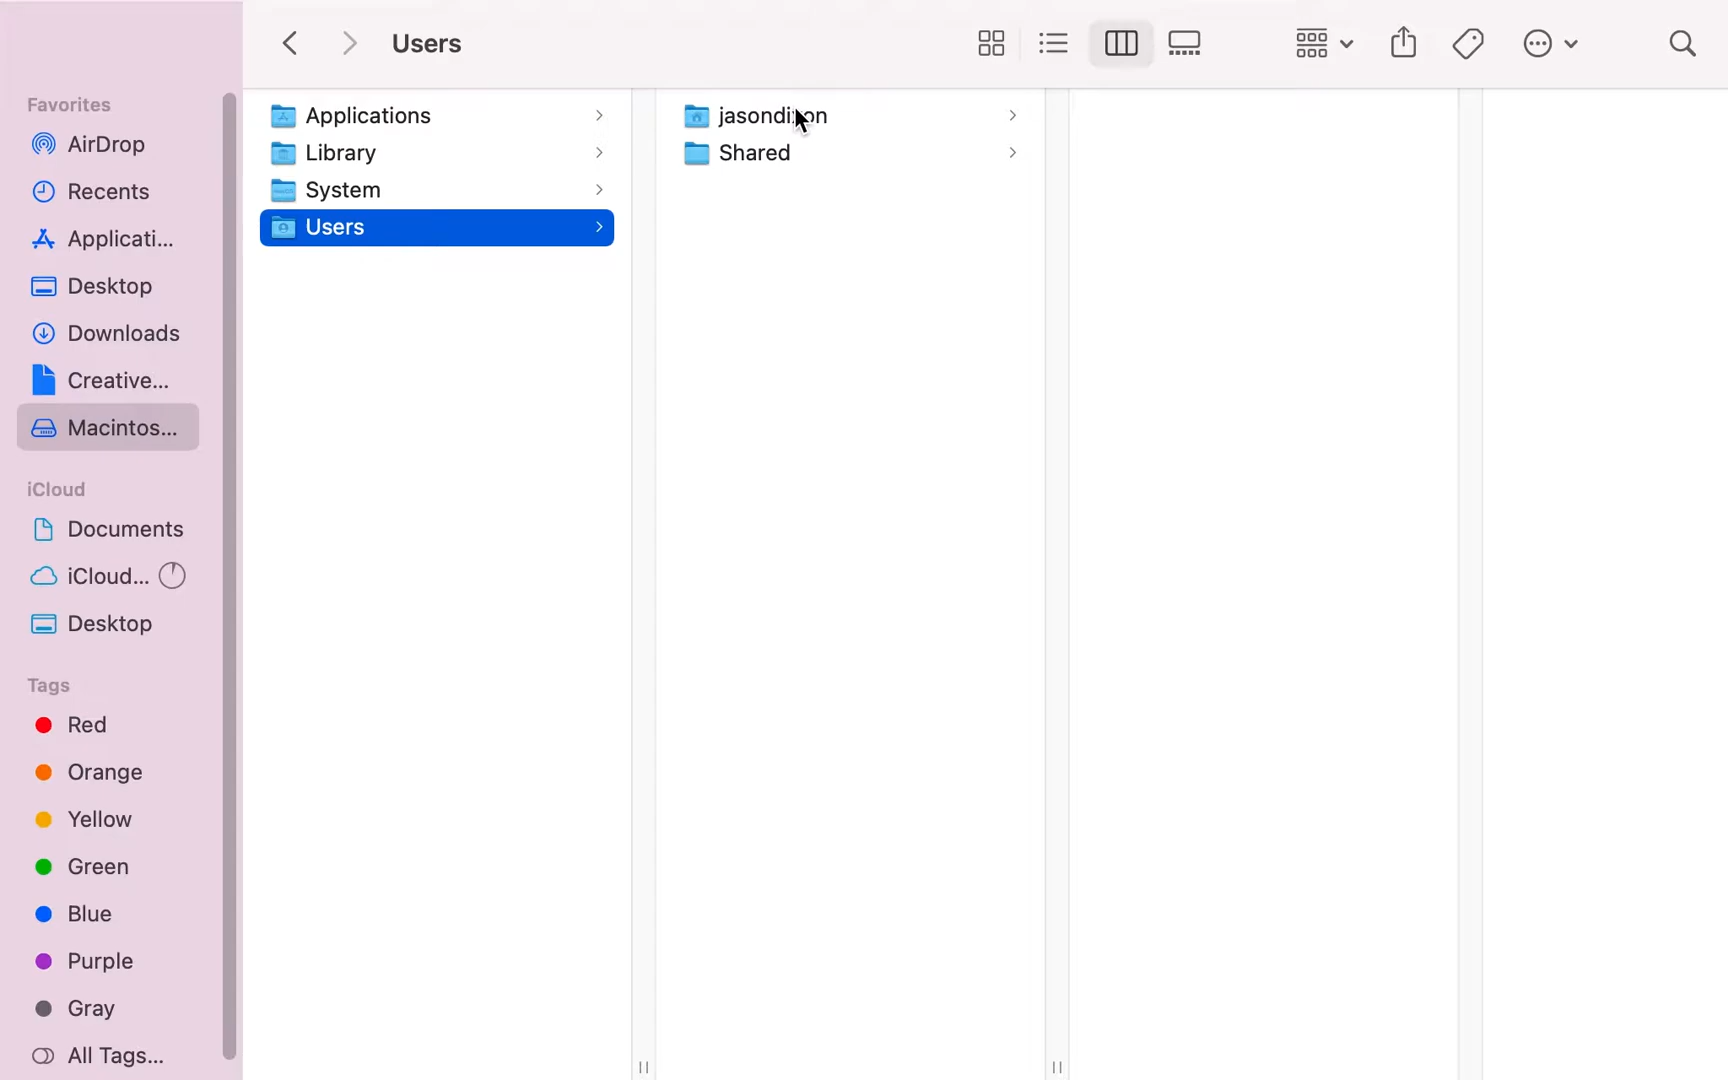 Users
Favorites
AirDrop
Recents
Applicati...
Desktop
Downloads
Creative...
Macintos...
iCloud
Documents
iCloud...
Desktop
Tags
Red
Orange
Yellow
Green
Blue
Purple
Gray
All Tags...
Applications
Library
System
Users
Shared